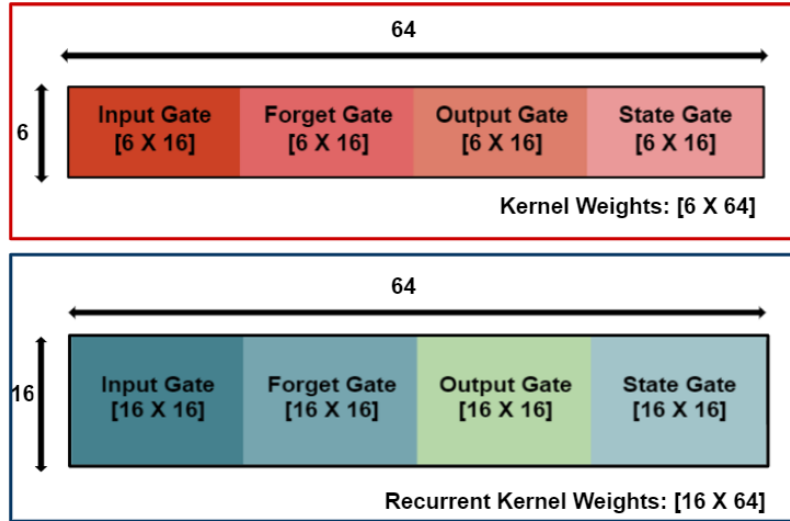 64
6
Input Gate Forget Gate Output Gate State Gate
[6 X 16] [6 X 16] [6 X 16] [6 X 16]
Kernel Weights: [6 X 64]
64
16
Input Gate Forget Gate Output Gate State Gate
[16 X 16] [16 X 16] [16 X 16] [16 X 16]
Recurrent Kernel Weights: [16 X 64]